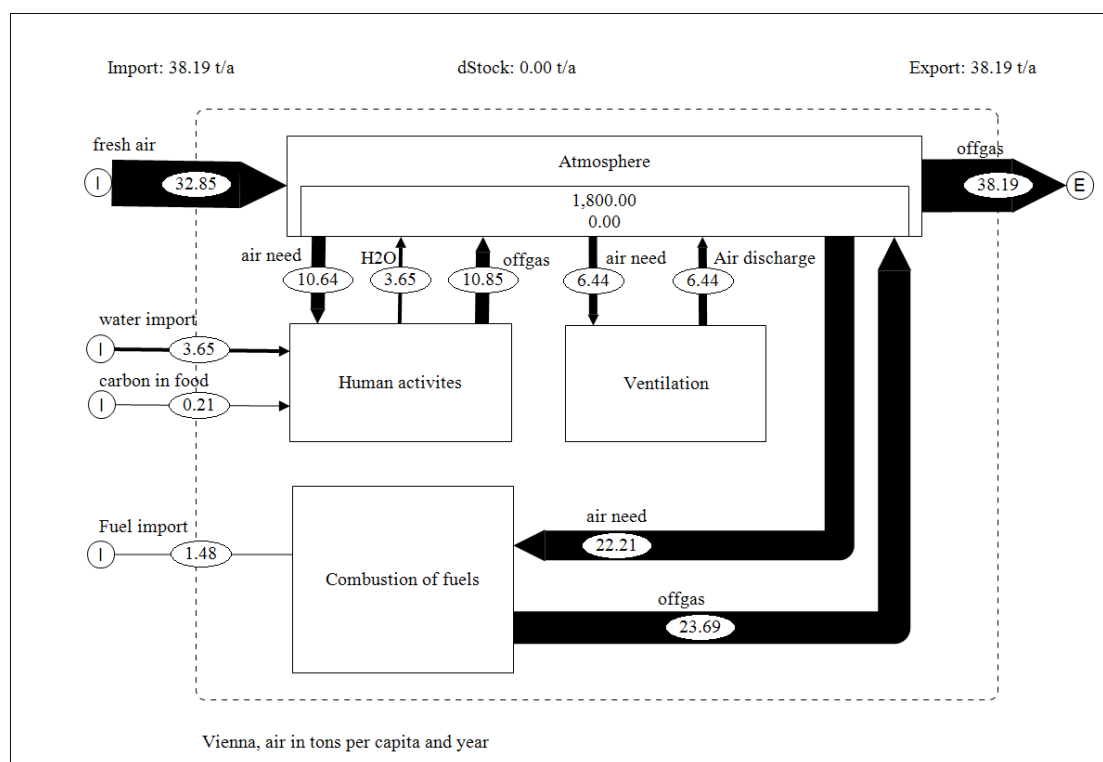 Import: 38.19 t/a
dStock: 0.00 t/a
Export: 38.19 t/a
fresh air
I
32.85
Atmosphere
1,800.00
0.00
offgas
38.19
E
air need
10.64
H2O
3.65
offgas
10.85
air need
6.44
Air discharge
6.44
water import
I
3.65
carbon in food
I
0.21
Human activites
Ventilation
Fuel import
I
1.48
Combustion of fuels
air need
22.21
offgas
23.69
Vienna, air in tons per capita and year